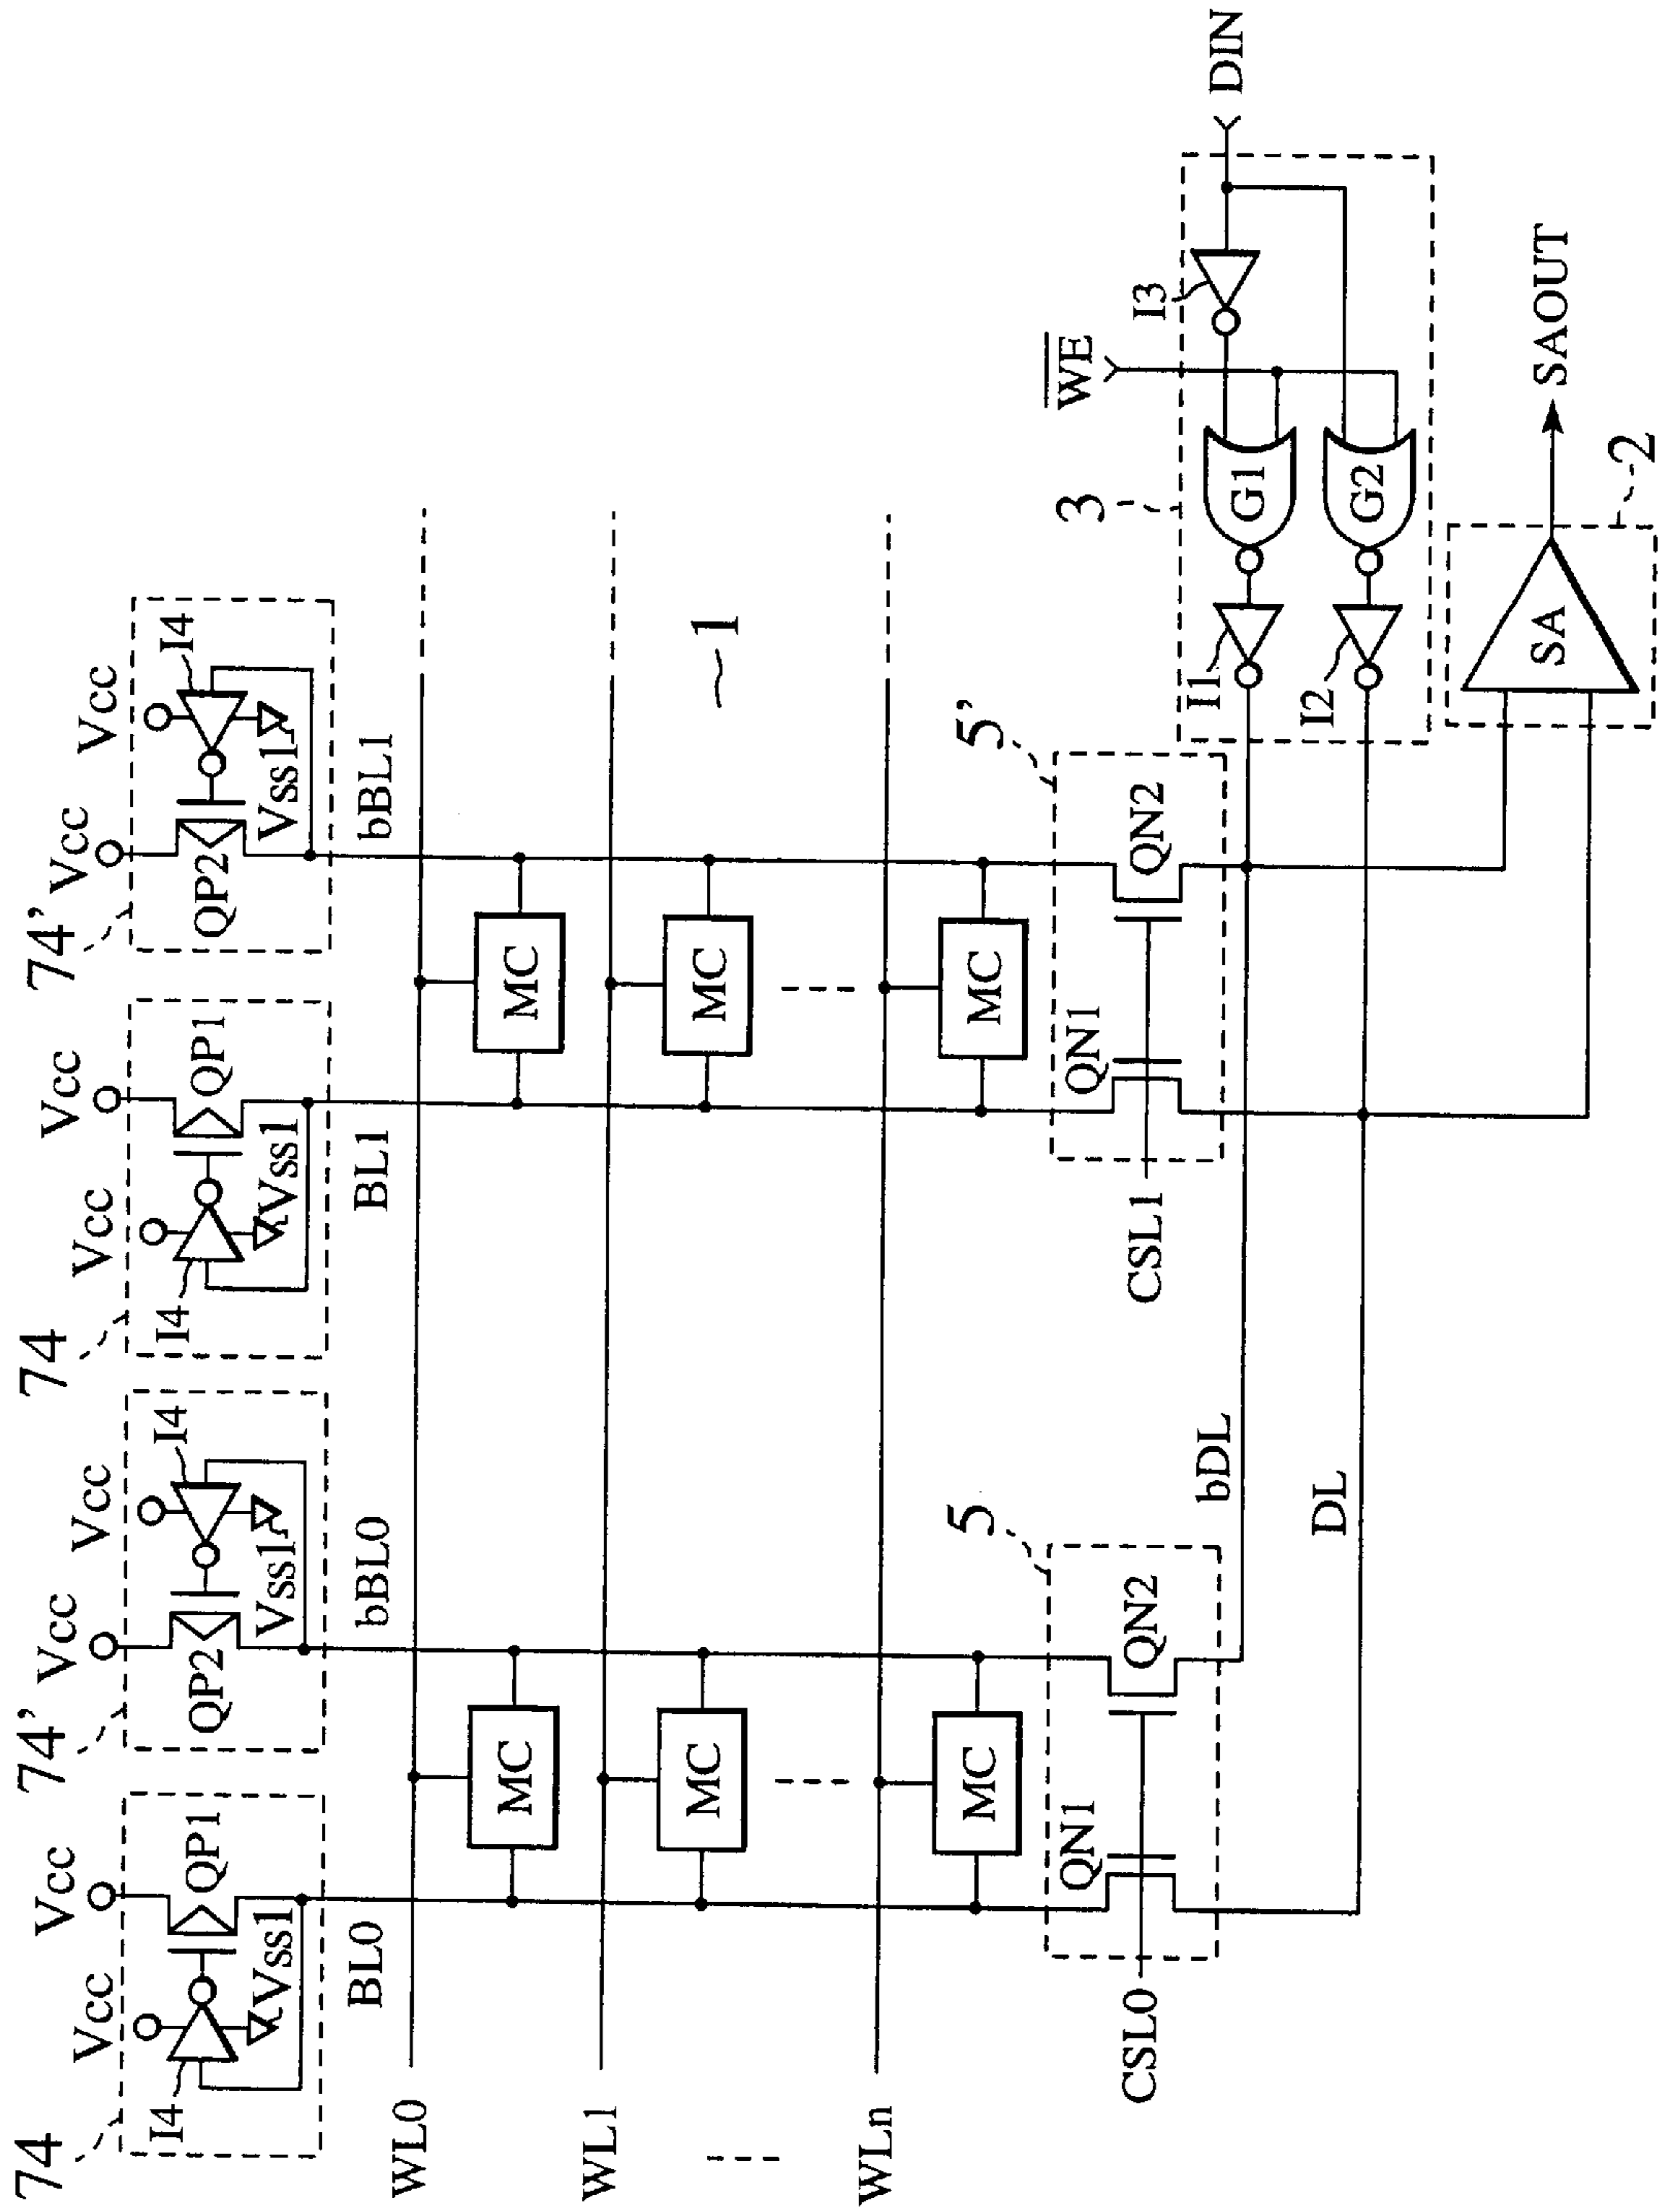 74
74'
74
74'
Vcc
Vcc
Vcc
Vcc
Vcc
Vcc
Vcc
Vcc
I4
QP1
QP2
I4
I4
QP1
QP2
I4
Vss1
Vss1
Vss1
Vss1
BL0
bBL0
BL1
bBL1
WL0
MC
MC
WL1
MC
MC
1
WLn
MC
MC
5
5'
QN1
QN2
QN1
QN2
CSL0
CSL1
bDL
DL
3
WE
I3
DIN
I1
G1
I2
G2
SA
SAOUT
2